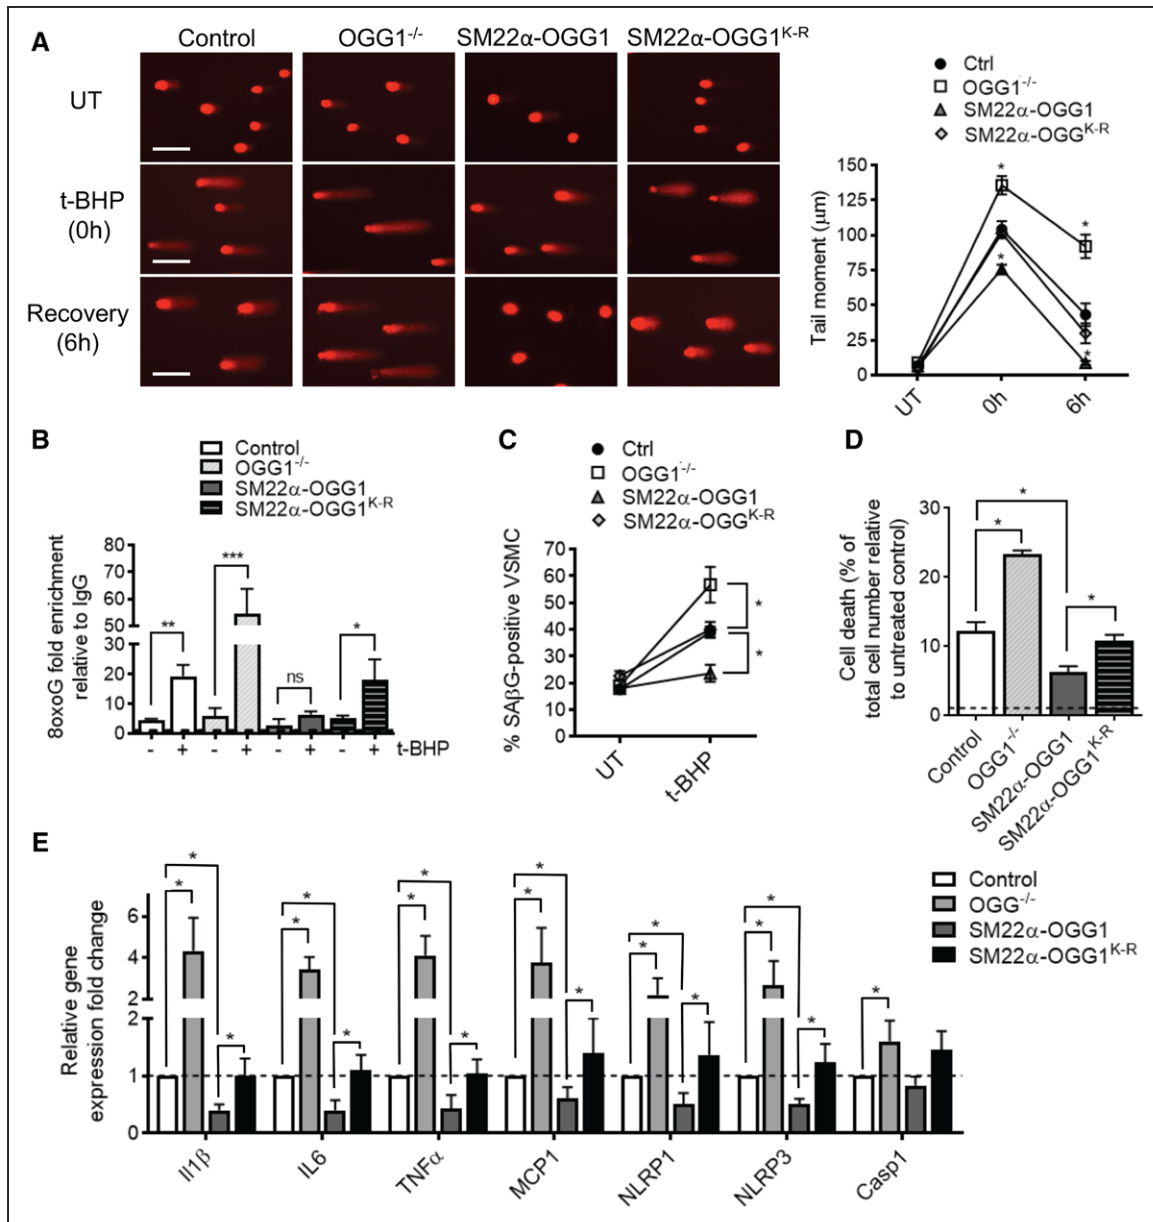 A
Control OGG1-/- SM22α-OGG1 SM22α-OGG1K-R
UT
t-BHP
(0h)
Recovery
(6h)
Ctrl
OGG1-/-
SM22α-OGG1
SM22α-OGGK-R
Tail moment (μm)
150
125
100
75
50
25
0
* * * *
UT 0h 6h
B
Control
OGG1-/-
SM22α-OGG1
SM22α-OGG1K-R
8oxoG fold enrichment
relative to IgG
80
70
60
50
30
20
10
0
** *** ns *
- + - + - + - + t-BHP
C
Ctrl
OGG1-/-
SM22α-OGG1
SM22α-OGGK-R
% SAβG-positive VSMC
70
60
50
40
30
20
10
0
*
*
UT t-BHP
D
Cell death (% of
total cell number relative
to untreated control)
30
20
10
0
* * *
Control OGG1-/- SM22α-OGG1 SM22α-OGG1K-R
E
Control
OGG-/-
SM22α-OGG1
SM22α-OGG1K-R
Relative gene
expression fold change
6
4
2
2
1
0
* * * * * * * * * * * * * * * * * * *
Il1β IL6 TNFα MCP1 NLRP1 NLRP3 Casp1